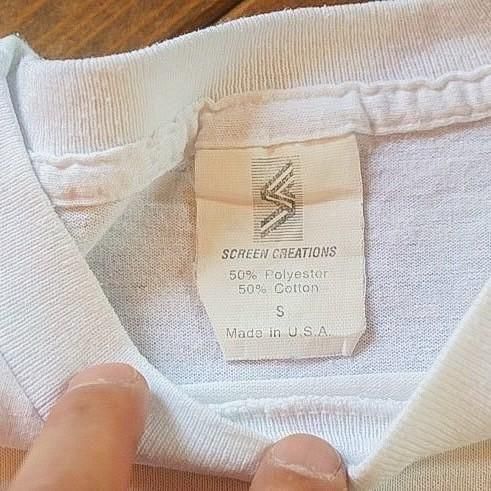 SCREEN CREATIONS
50% Polyester
50% Cotton
S
Made In U.S.A.